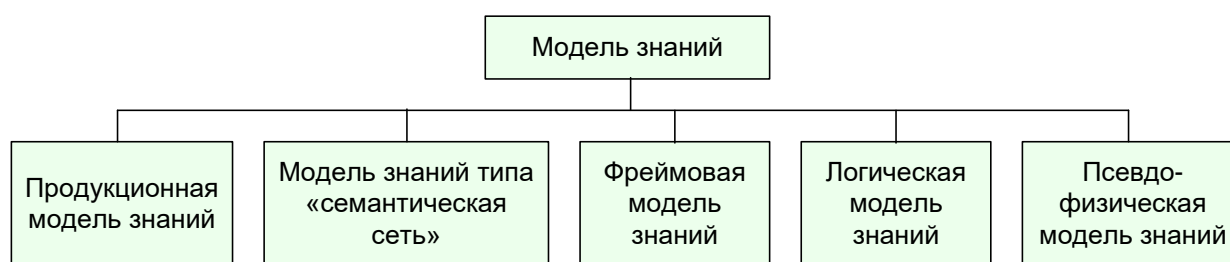 Модель знаний
Продукционная
модель знаний
Модель знаний типа
«семантическая
сеть»
Фреймовая
модель
знаний
Логическая
модель
знаний
Псевдо-
физическая
модель знаний